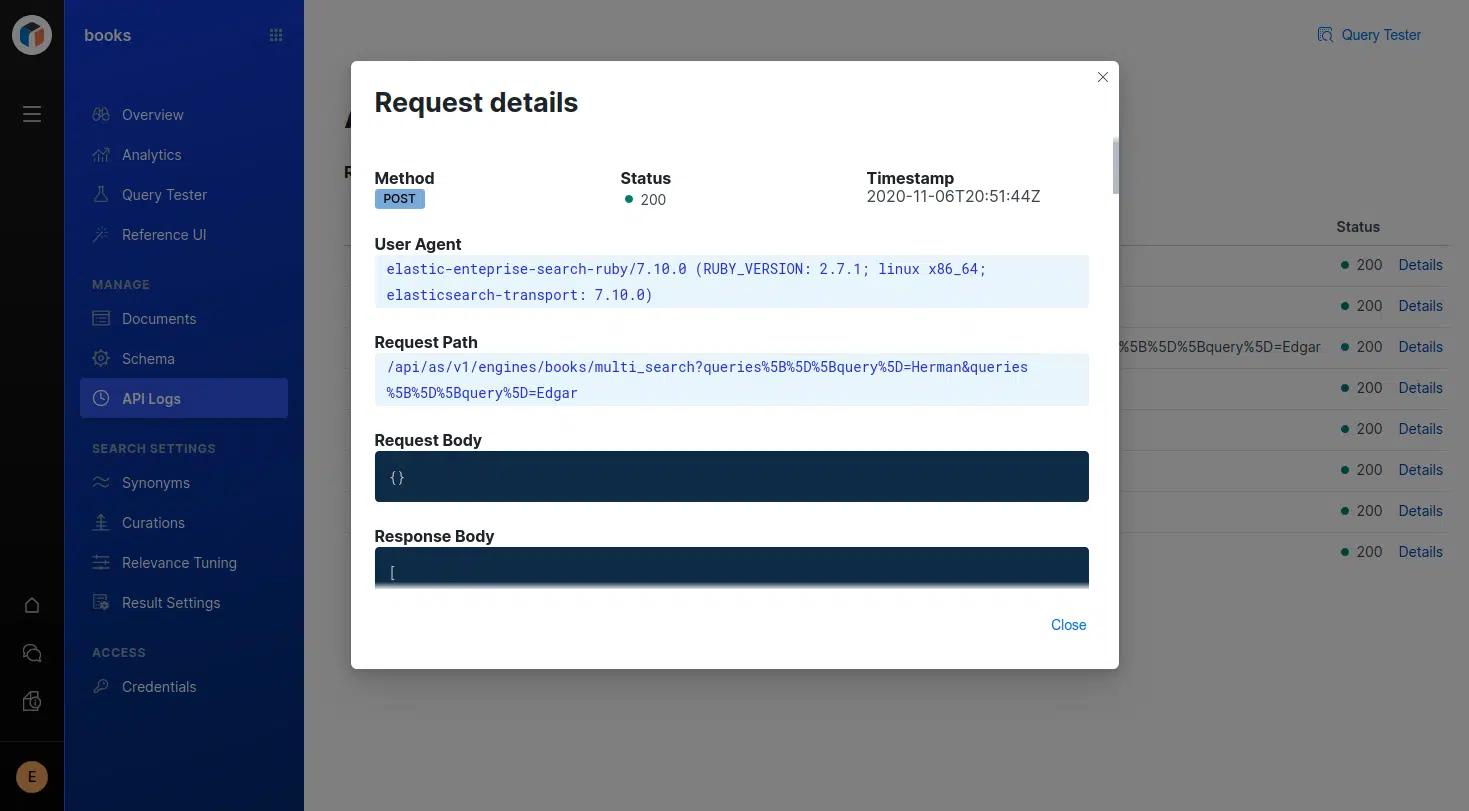 books
Query Tester
Overview
Analytics
Query Tester
Reference UI
MANAGE
Documents
Schema
API Logs
SEARCH SETTINGS
Synonyms
Curations
Relevance Tuning
Result Settings
ACCESS
Credentials
E
Request details
Method
POST
Status
200
Timestamp
2020-11-06T20:51:44Z
User Agent
elastic-enteprise-search-ruby/7.10.0 (RUBY_VERSION: 2.7.1; linux x86_64;
elasticsearch-transport: 7.10.0)
Request Path
/api/as/v1/engines/books/multi_search?queries%5B%5D%5Bquery%5D=Herman&queries
%5B%5D%5Bquery%5D=Edgar
Request Body
{}
Response Body
[
Close
Status
200 Details
200 Details
%5B%5D%5Bquery%5D=Edgar 200 Details
200 Details
200 Details
200 Details
200 Details
200 Details